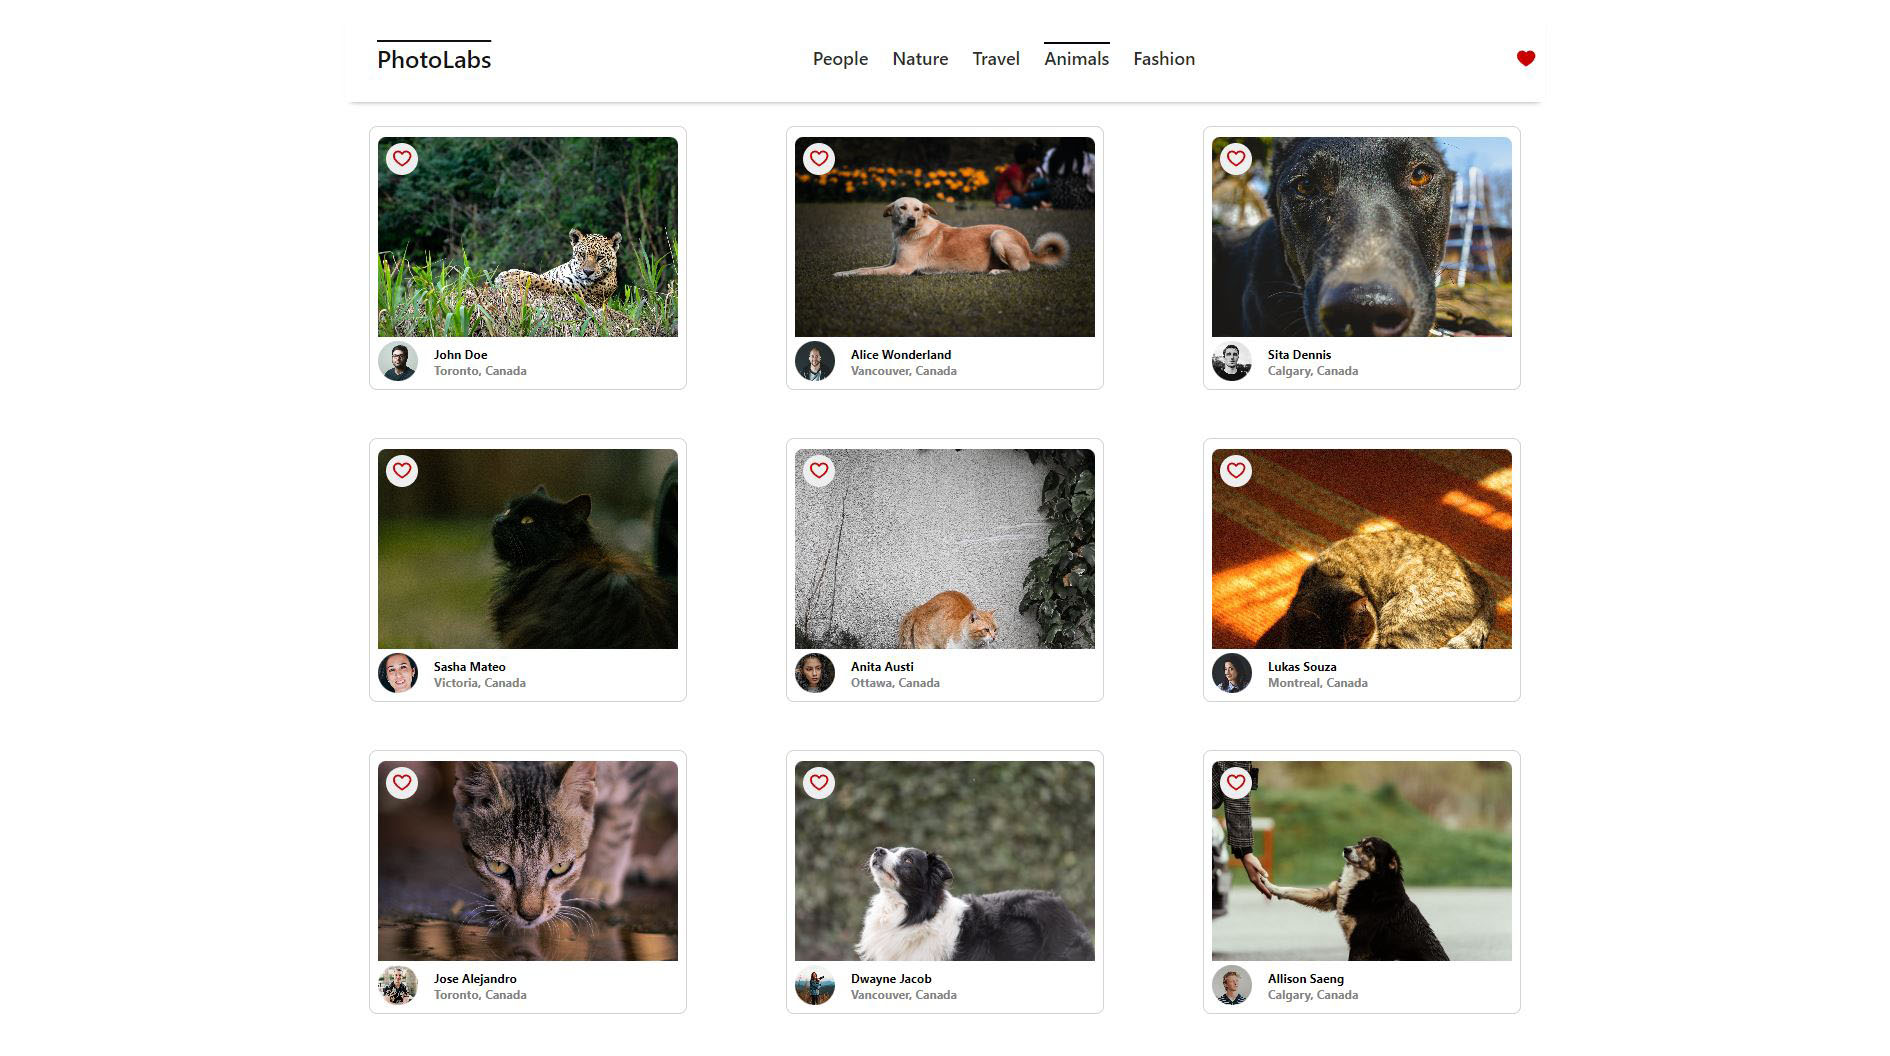 PhotoLabs
People Nature Travel Animals Fashion
John Doe
Toronto, Canada
Alice Wonderland
Vancouver, Canada
Sita Dennis
Calgary, Canada
Sasha Mateo
Victoria, Canada
Anita Austi
Ottawa, Canada
Lukas Souza
Montreal, Canada
Jose Alejandro
Toronto, Canada
Dwayne Jacob
Vancouver, Canada
Allison Saeng
Calgary, Canada